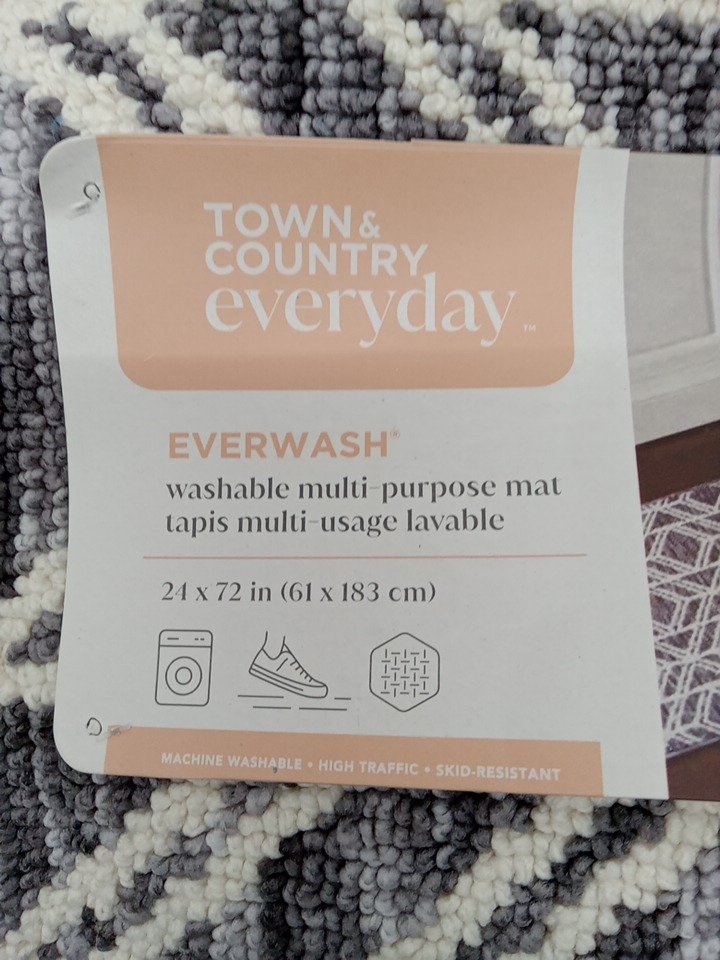 TOWN &
COUNTRY
everyday™
EVERWASH®
washable multi-purpose mat
tapis multi-usage lavable
24 x 72 in (61 x 183 cm)
MACHINE WASHABLE • HIGH TRAFFIC • SKID-RESISTANT